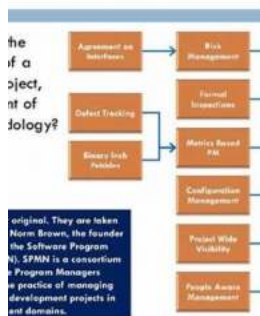 the
of a
oject,
nt of
dology?
Agreement on
Interfaces
Defect Tracking
Binary Inch
Pebbles
Risk
Management
Formal
Inspections
Metrics Based
PM
Configuration
Management
Project Wide
Visibility
People Aware
Management
original. They are taken
Norm Brown, the founder
the Software Program
N). SPMN is a consortium
e Program Managers
e practice of managing
development projects in
ent domains.